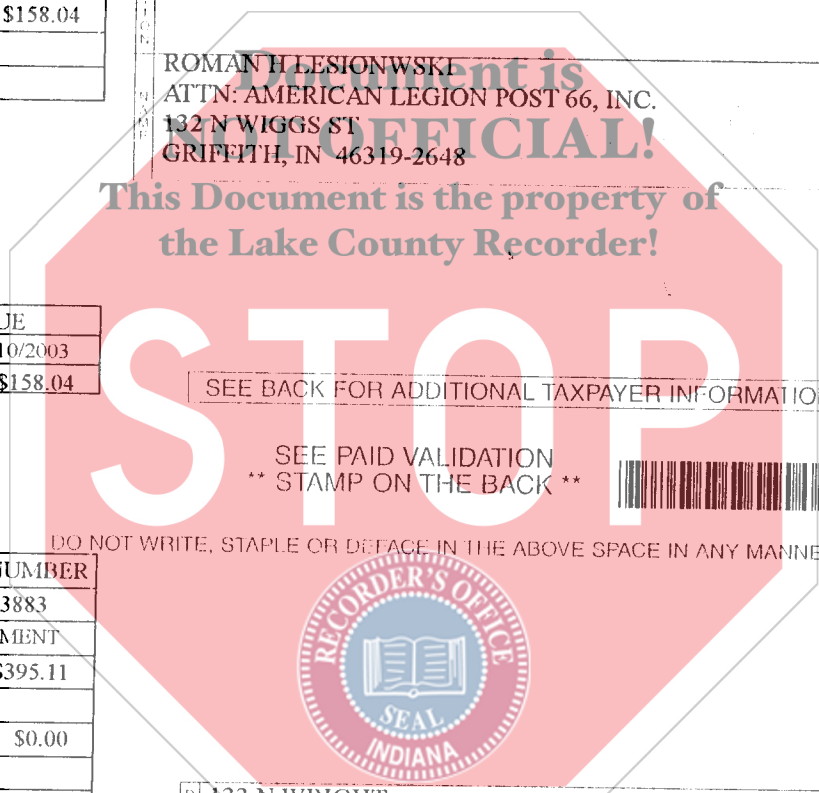 $158.04
ROMAN H LESIONWSKI
ATTN: AMERICAN LEGION POST 66, INC.
132 N WIGGS ST
GRIFFITH, IN 46319-2648
Document is
NOT OFFICIAL!
This Document is the property of
the Lake County Recorder!
STOP
UE
10/2003
$158.04
SEE BACK FOR ADDITIONAL TAXPAYER INFORMATIO
SEE PAID VALIDATION
** STAMP ON THE BACK **
DO NOT WRITE, STAPLE OR DEFACE IN THE ABOVE SPACE IN ANY MANNE
NUMBER
3883
MENT
$395.11
$0.00
RECORDER'S OFFICE
SEAL
INDIANA